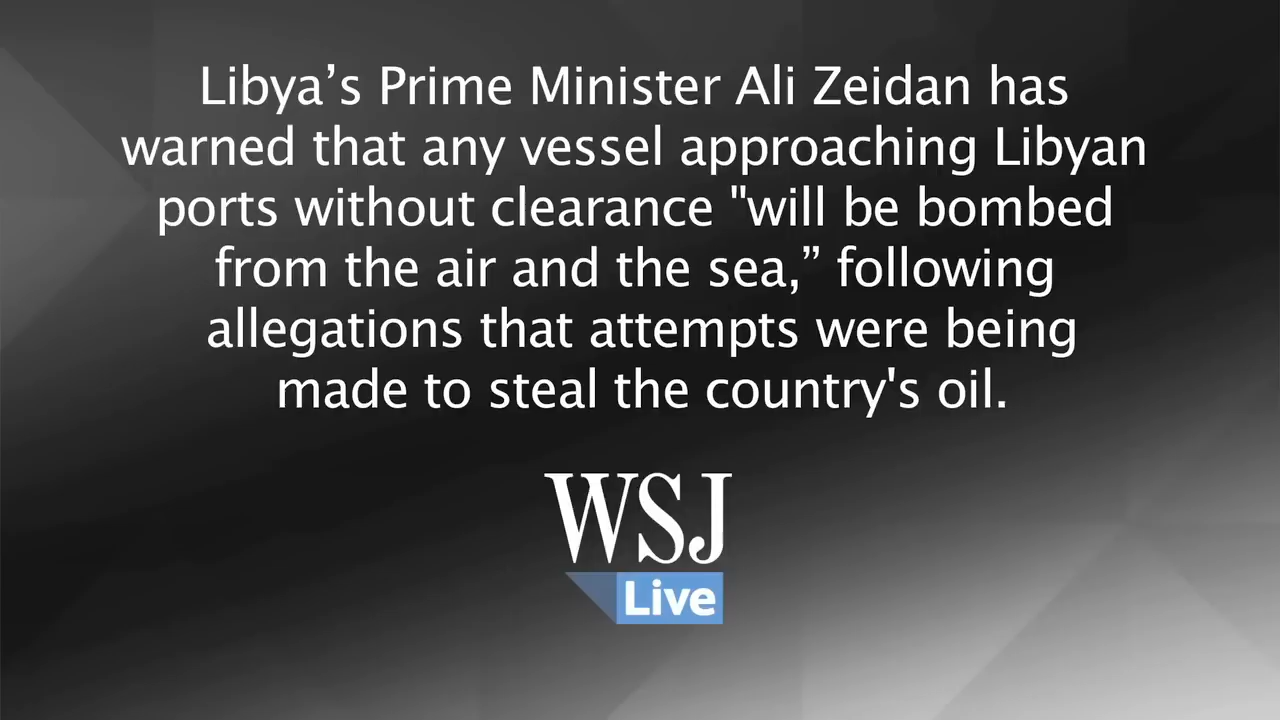 Libya’s Prime Minister Ali Zeidan has
warned that any vessel approaching Libyan
ports without clearance "will be bombed
from the air and the sea,” following
allegations that attempts were being
made to steal the country's oil.
WSJ
Live